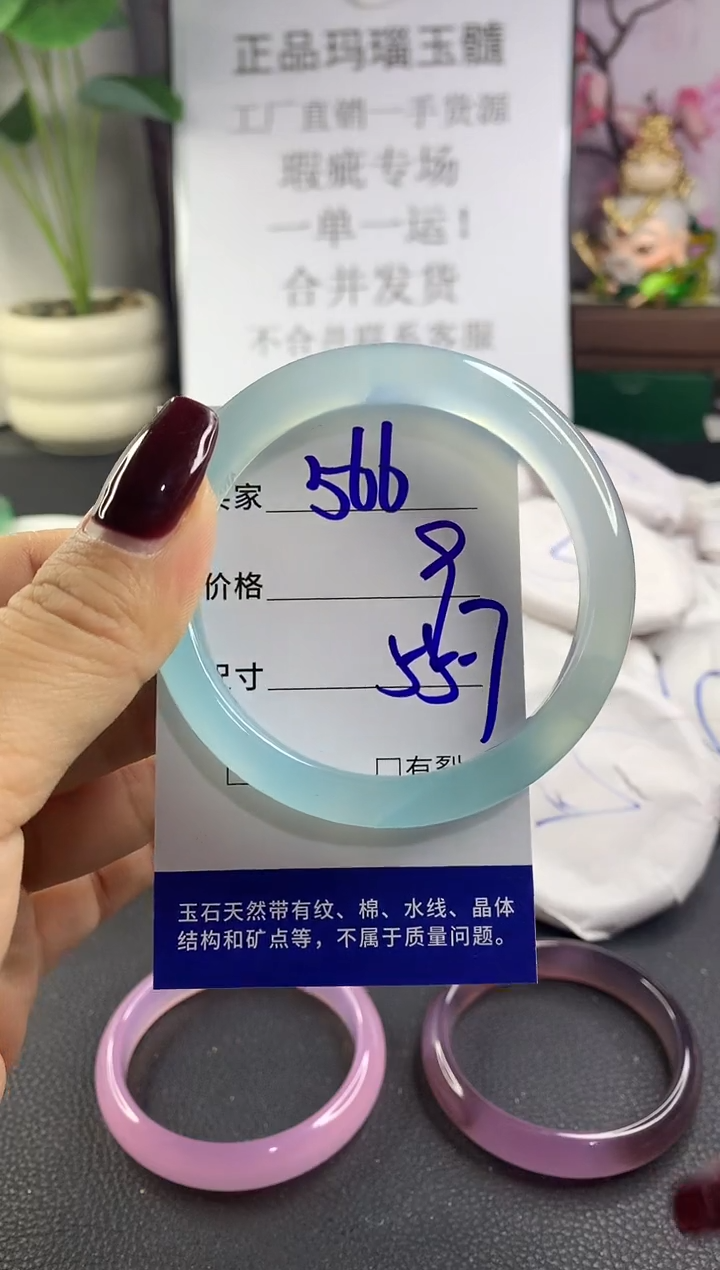 正品玛瑙玉髓
工厂直销一手货源
瑕疵专场
一单一运！
合并发货
不合并联系客服
家 566
价格 9
尺寸 55-7
□ □有裂
玉石天然带有纹、棉、水线、晶体
结构和矿点等，不属于质量问题。